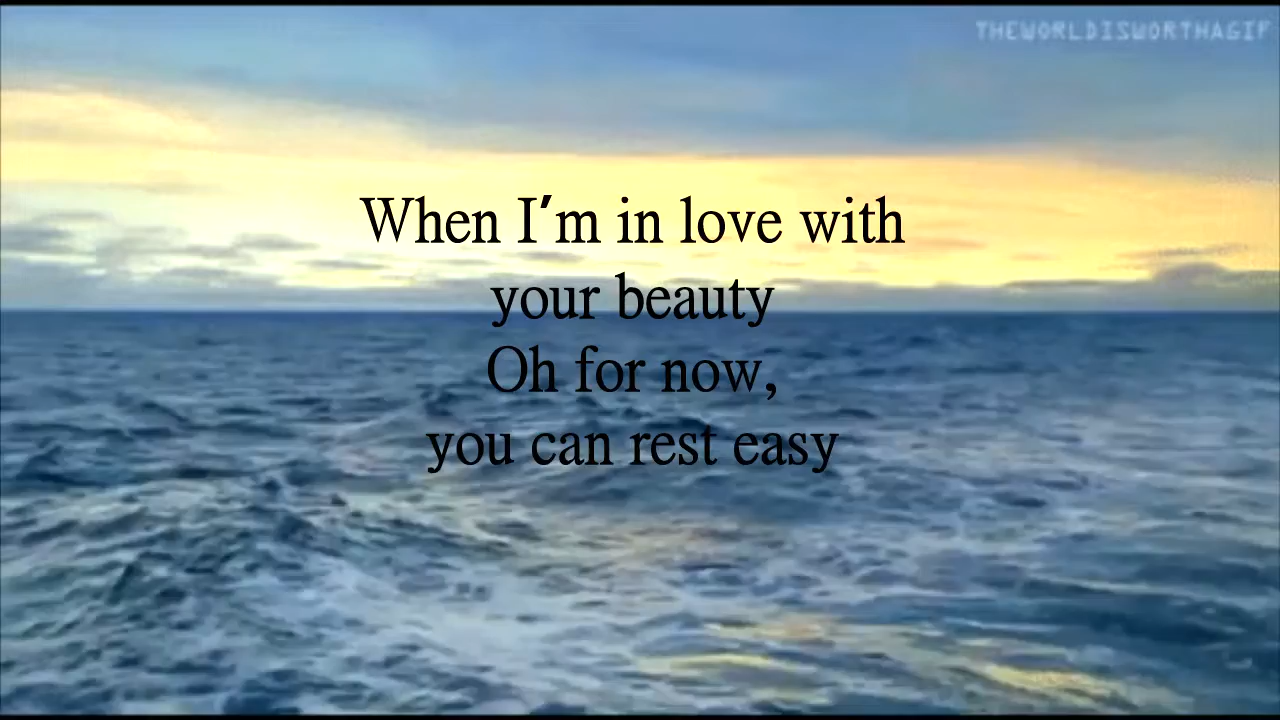 THEWORLDISWORTHAGIF
When I'm in love with
your beauty
Oh for now,
you can rest easy